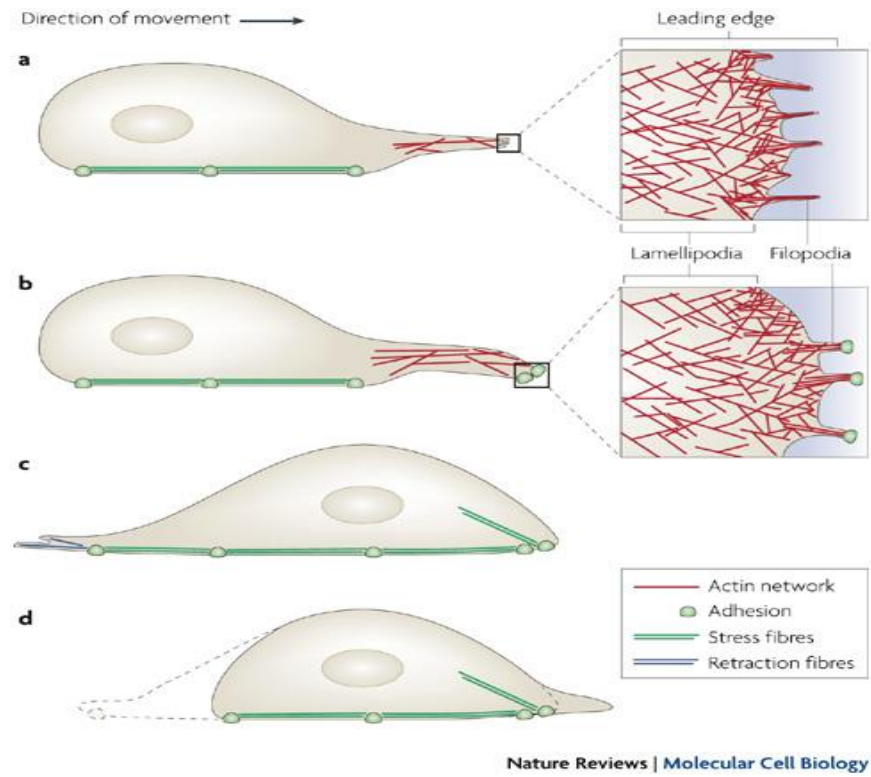 Direction of movement
Leading edge
a
Lamellipodia
Filopodia
b
c
d
Actin network
Adhesion
Stress fibres
Retraction fibres
Nature Reviews | Molecular Cell Biology